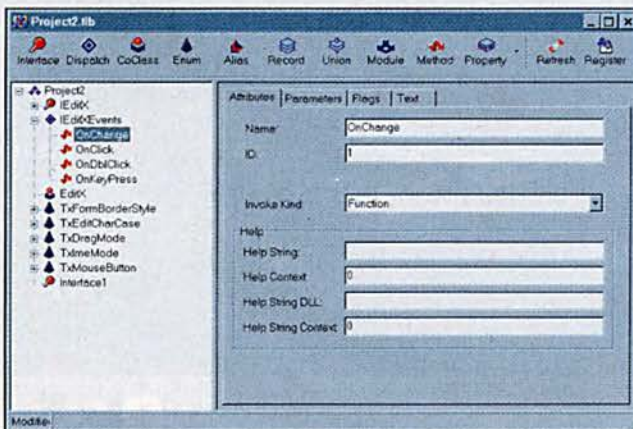 Project2.tlb
Interface Dispatch CoClass Enum Alias Record Union Module Method Property Refresh Register
Project2
IEditX
IEditXEvents
OnChange
OnClick
OnDblClick
OnKeyPress
EditX
TxFormBorderStyle
TxEditCharCase
TxDragMode
TxImeMode
TxMouseButton
Interface1
Attributes Parameters Flags Text
Name: OnChange
ID: 1
Invoke Kind: Function
Help
Help String:
Help Context: 0
Help String DLL:
Help String Context: 0
Modified